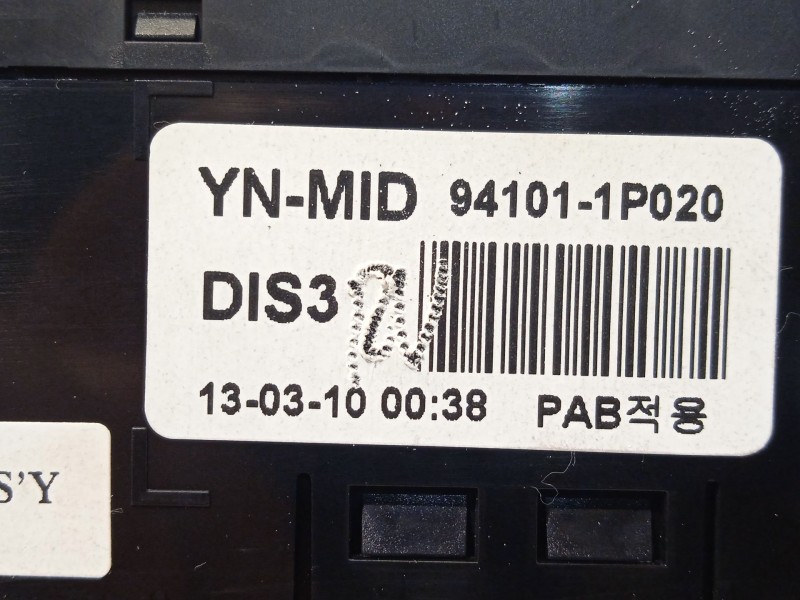 YN-MID 94101-1P020
DIS3
13-03-10 00:38 PAB적용
S'Y